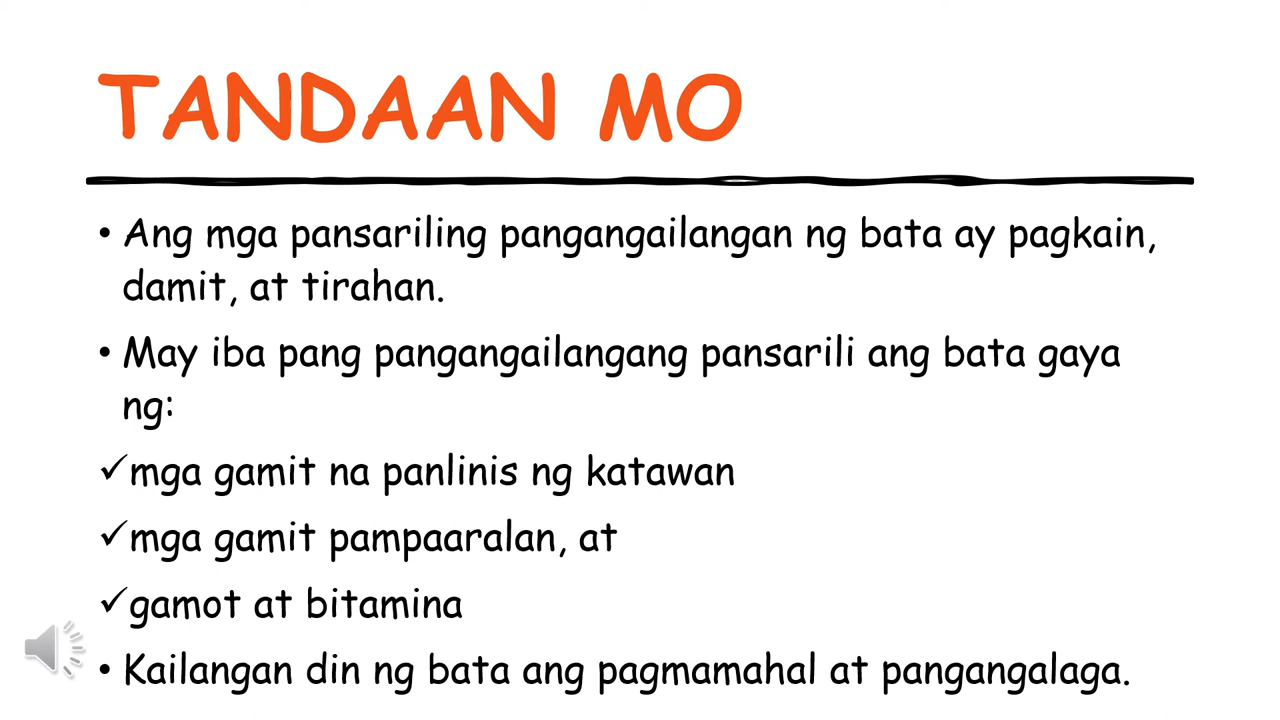 TANDAAN MO
• Ang mga pansariling pangangailangan ng bata ay pagkain,
damit, at tirahan.
• May iba pang pangangailangang pansarili ang bata gaya
ng:
✓mga gamit na panlinis ng katawan
✓mga gamit pampaaralan, at
✓gamot at bitamina
• Kailangan din ng bata ang pagmamahal at pangangalaga.